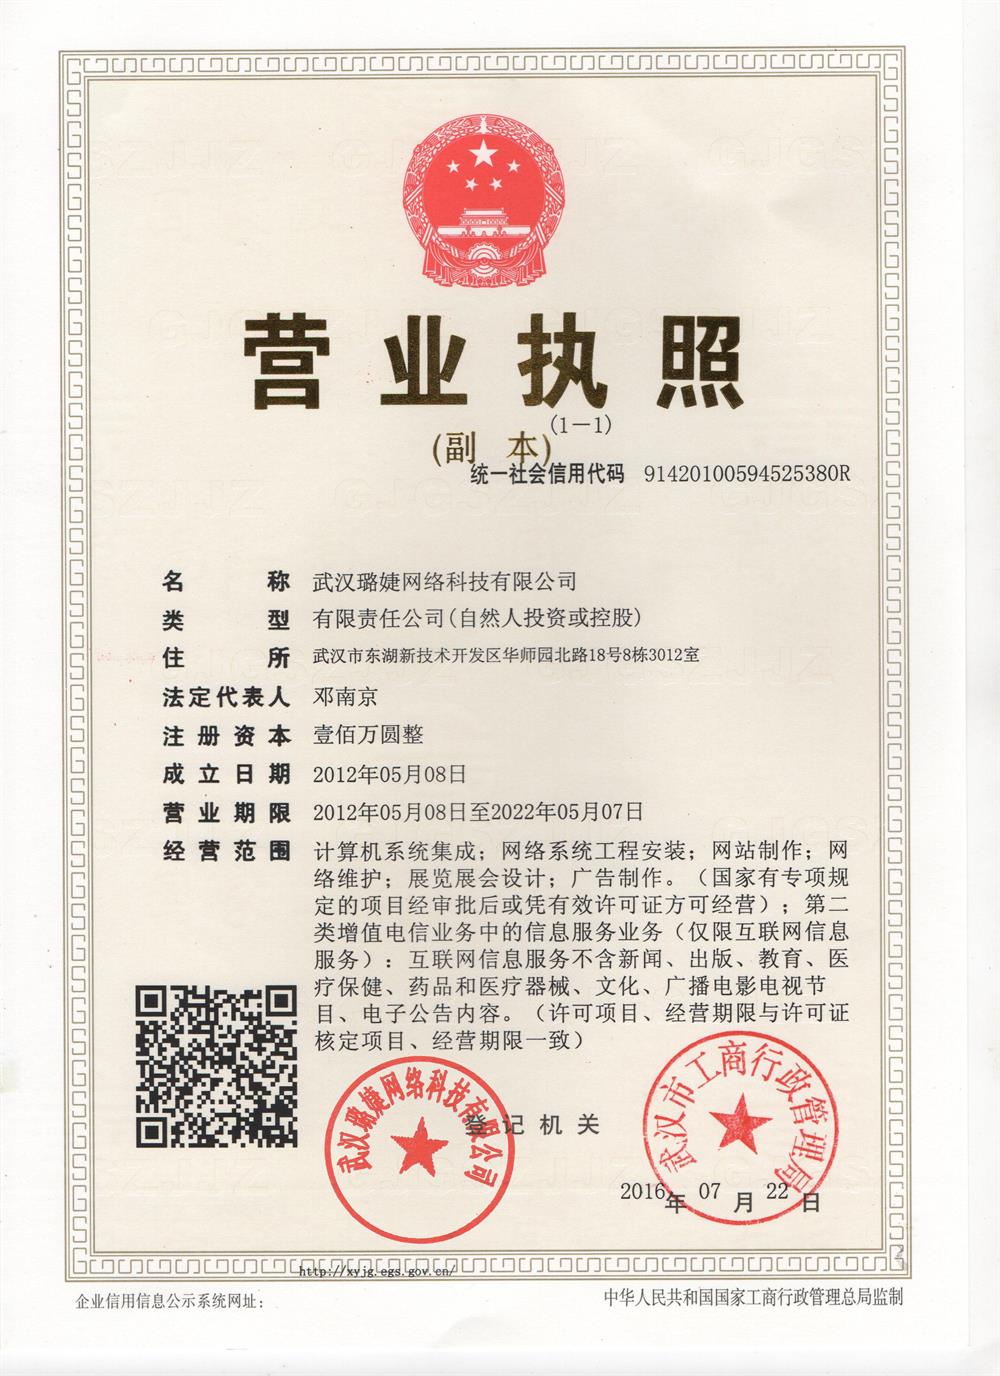 营业执照
(副 本)
(1-1)
统一社会信用代码 91420100594525380R
名称 武汉璐婕网络科技有限公司
类型 有限责任公司(自然人投资或控股)
住所 武汉市东湖新技术开发区华师园北路18号8栋3012室
法定代表人 邓南京
注册资本 壹佰万圆整
成立日期 2012年05月08日
营业期限 2012年05月08日至2022年05月07日
经营范围 计算机系统集成；网络系统工程安装；网站制作；网
络维护；展览展会设计；广告制作。（国家有专项规
定的项目经审批后或凭有效许可证方可经营）；第二
类增值电信业务中的信息服务业务（仅限互联网信息
服务）：互联网信息服务不含新闻、出版、教育、医
疗保健、药品和医疗器械、文化、广播电影电视节
目、电子公告内容。（许可项目、经营期限与许可证
核定项目、经营期限一致）
武汉璐婕网络科技有限公司
登记机关
武汉市工商行政管理局
2016年07月22日
http://xyjg.egs.gov.cn/
企业信用信息公示系统网址：
中华人民共和国国家工商行政管理总局监制